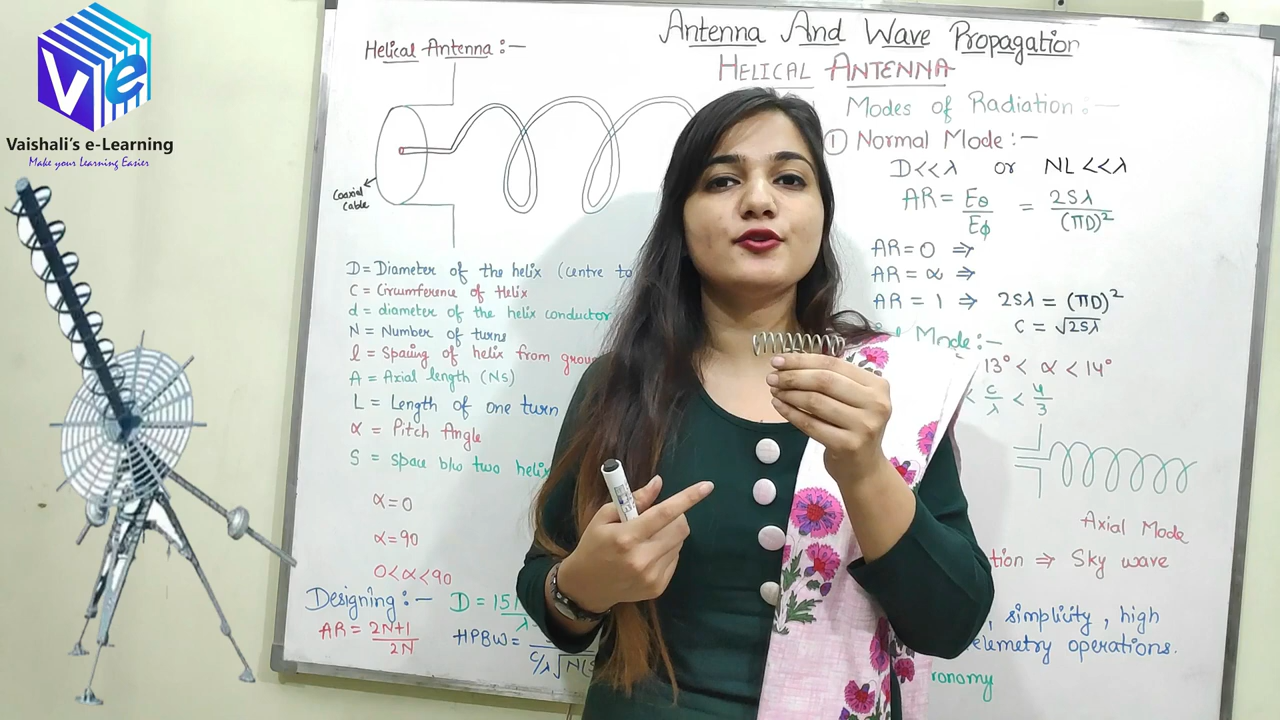 Ve
Vaishali's e-Learning
Make your Learning Easier
Antenna And Wave Propagation
HELICAL ANTENNA
Helical Antenna :-
Coaxial
cable
D = Diameter of the helix (centre to
C = Circumference of Helix
d = diameter of the helix conductor
N = Number of turns
l = Spacing of helix from
A = Axial length (NS)
L = Length of one turn
α = Pitch Angle
S = space b/w two helix
α = 0
α = 90
0 < α < 90
Designing :-
AR = 2N+1
2N
D = 15
HPBW =
C/λ √N
Modes of Radiation :-
① Normal Mode :-
D << λ or NL << λ
AR = Eθ / Eϕ = 2Sλ / (πD)²
AR = 0 ⇒
AR = ∝ ⇒
AR = 1 ⇒ 2Sλ = (πD)²
C = √2Sλ
Mode :-
13° < α < 14°
< C/λ < 4/3
Axial Mode
⇒ Sky wave
, simplicity , high
operations.